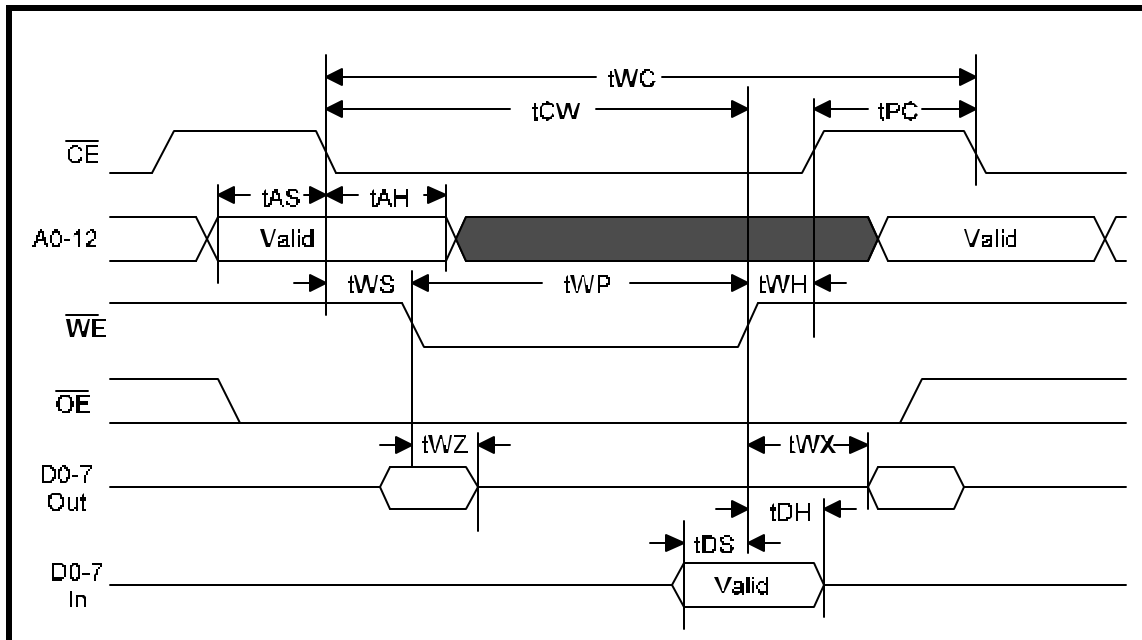 tWC
tCW
tPC
CE
tAS
tAH
A0-12
Valid
Valid
tWS
tWP
tWH
WE
OE
tWZ
tWX
D0-7
Out
tDH
tDS
D0-7
In
Valid